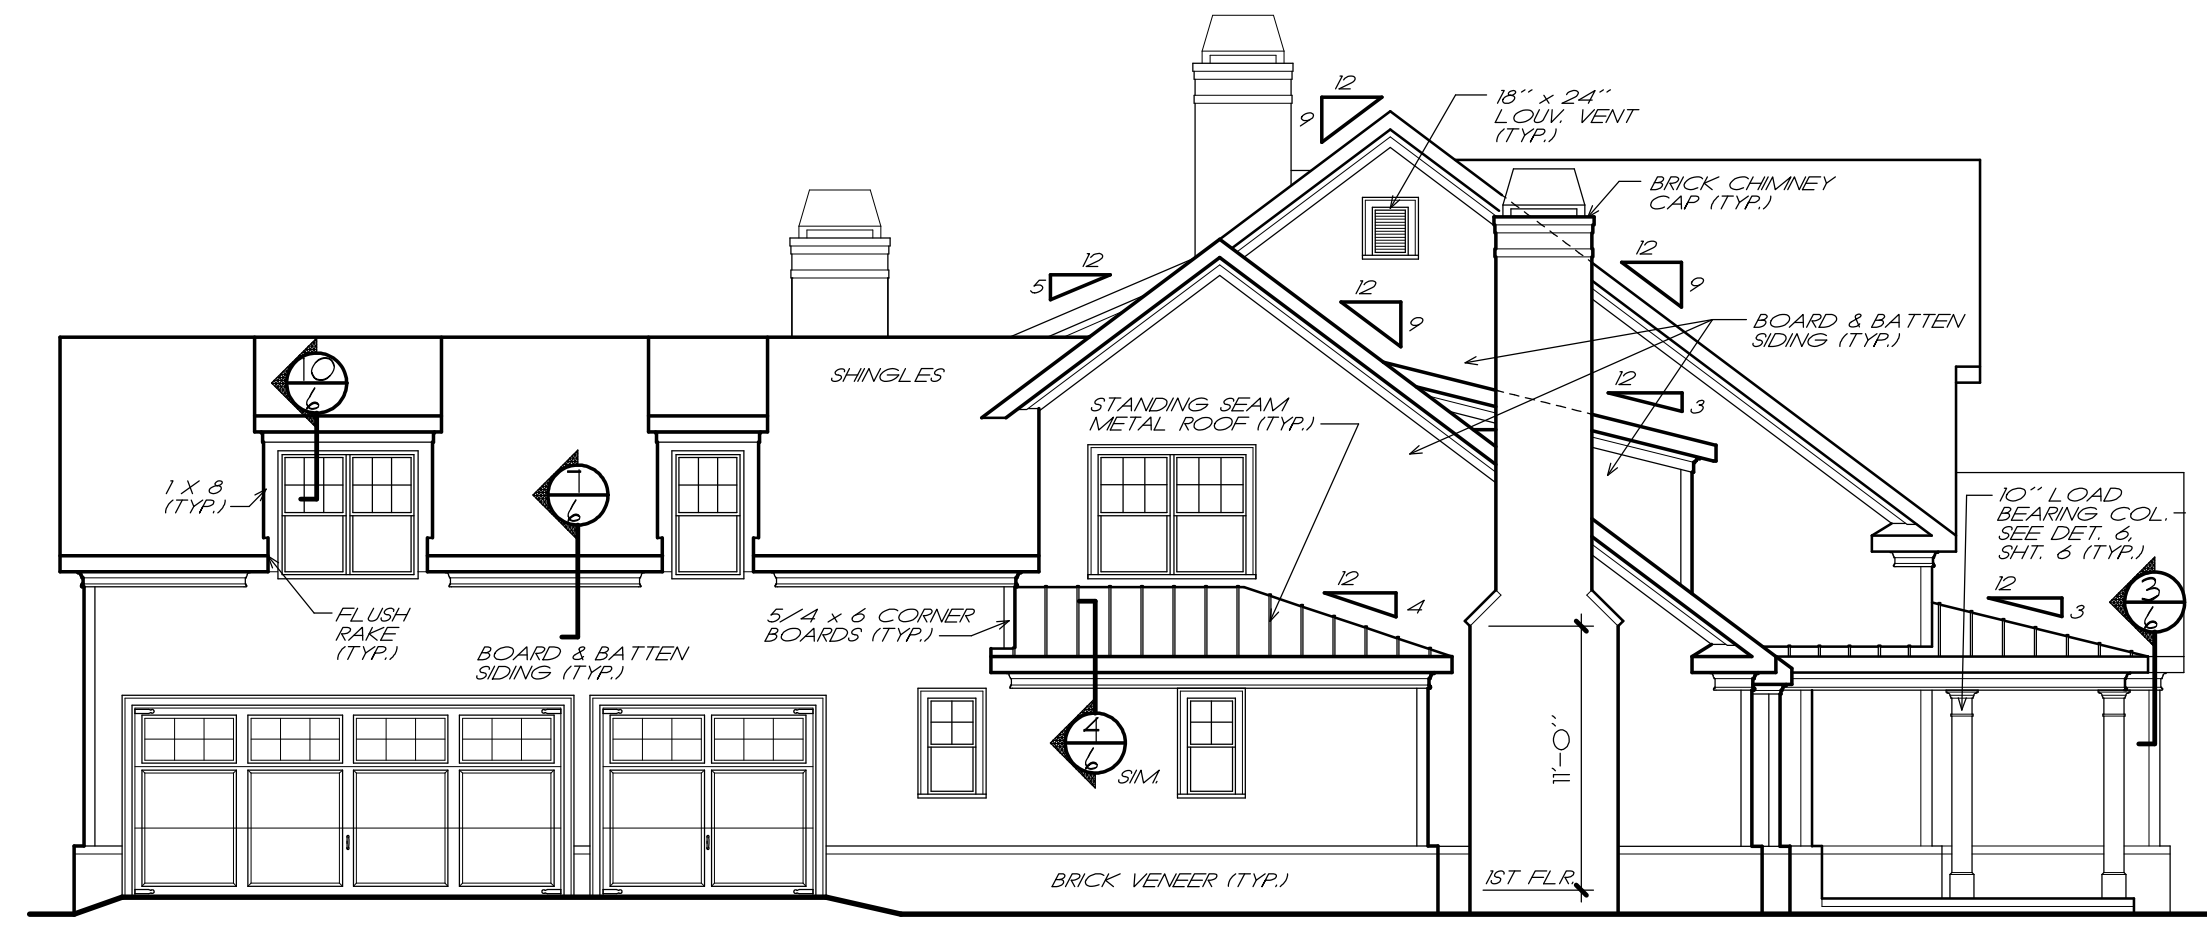 12
9
18" x 24"
LOUV. VENT
(TYP.)
BRICK CHIMNEY
CAP (TYP.)
12
5
12
9
12
9
BOARD & BATTEN
SIDING (TYP.)
SHINGLES
10
6
STANDING SEAM
METAL ROOF (TYP.)
12
3
1 X 8
(TYP.)
7
6
10" LOAD
BEARING COL.
SEE DET. 6,
SHT. 6 (TYP.)
12
3
3
6
FLUSH
RAKE
(TYP.)
5/4 x 6 CORNER
BOARDS (TYP.)
12
4
BOARD & BATTEN
SIDING (TYP.)
4
6
SIM.
11'-0"
BRICK VENEER (TYP.)
1ST FLR.